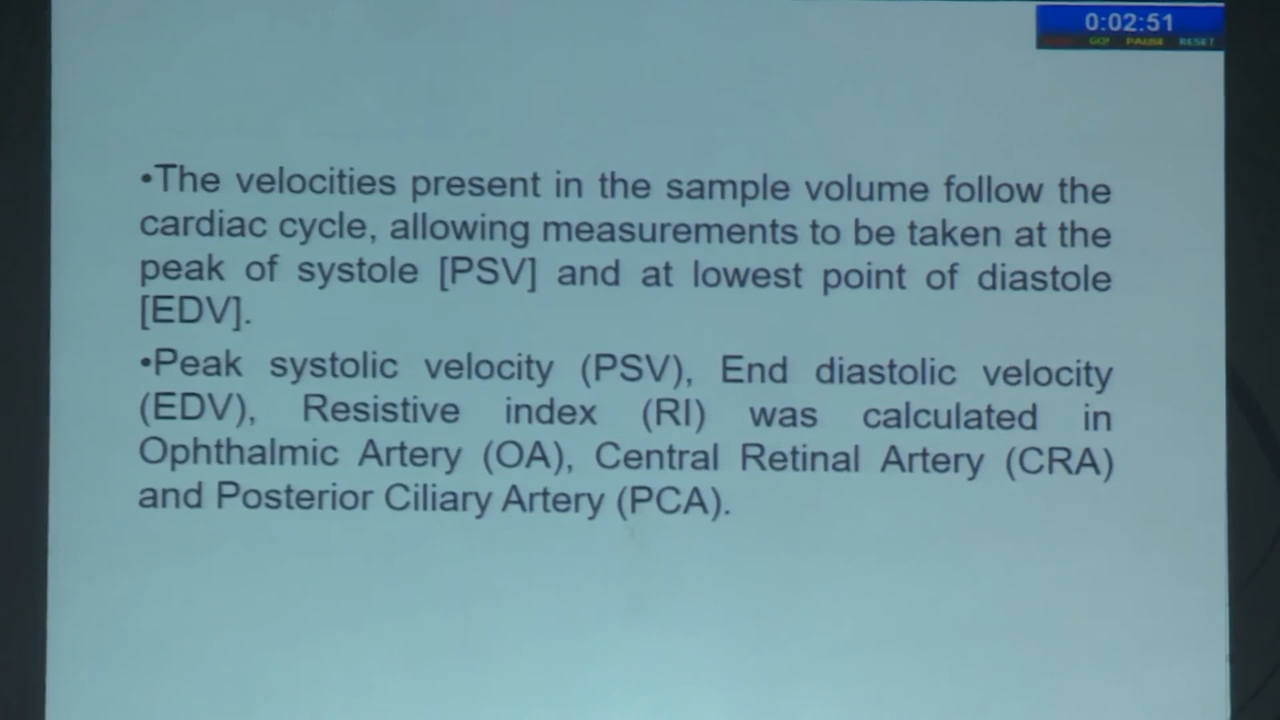 0:02:51
GO! PAUSE RESET
•The velocities present in the sample volume follow the
cardiac cycle, allowing measurements to be taken at the
peak of systole [PSV] and at lowest point of diastole
[EDV].
•Peak systolic velocity (PSV), End diastolic velocity
(EDV), Resistive index (RI) was calculated in
Ophthalmic Artery (OA), Central Retinal Artery (CRA)
and Posterior Ciliary Artery (PCA).